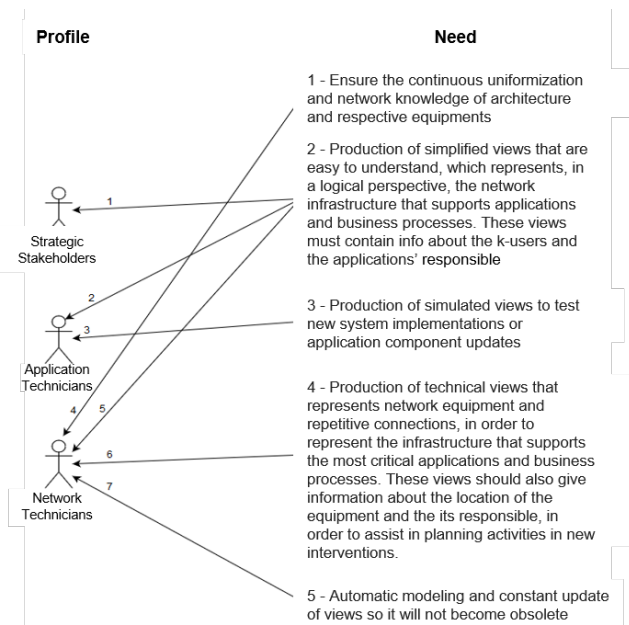 Profile
Need
1 - Ensure the continuous uniformization
and network knowledge of architecture
and respective equipments
2 - Production of simplified views that are
easy to understand, which represents, in
a logical perspective, the network
infrastructure that supports applications
and business processes. These views
must contain info about the k-users and
the applications' responsible
3 - Production of simulated views to test
new system implementations or
application component updates
4 - Production of technical views that
represents network equipment and
repetitive connections, in order to
represent the infrastructure that supports
the most critical applications and business
processes. These views should also give
information about the location of the
equipment and the its responsible, in
order to assist in planning activities in new
interventions.
5 - Automatic modeling and constant update
of views so it will not become obsolete
1
Strategic
Stakeholders
2
3
Application
Technicians
4
5
6
7
Network
Technicians